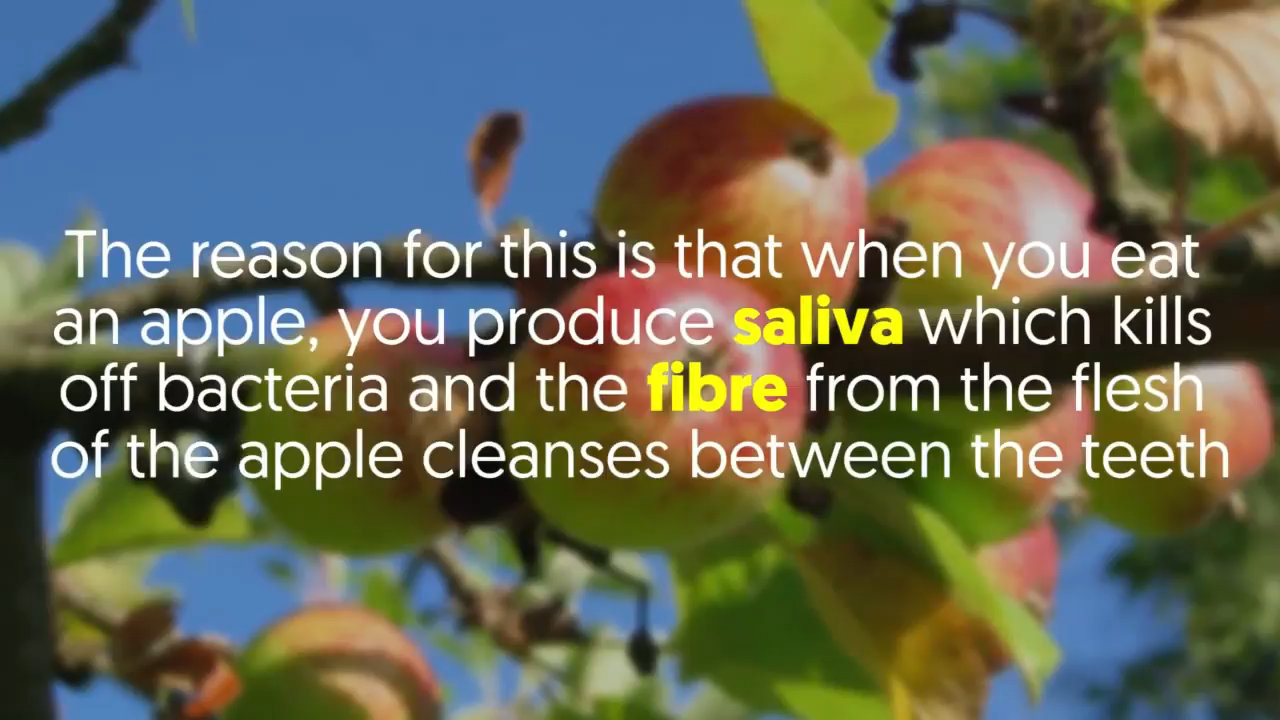 The reason for this is that when you eat
an apple, you produce saliva which kills
off bacteria and the fibre from the flesh
of the apple cleanses between the teeth